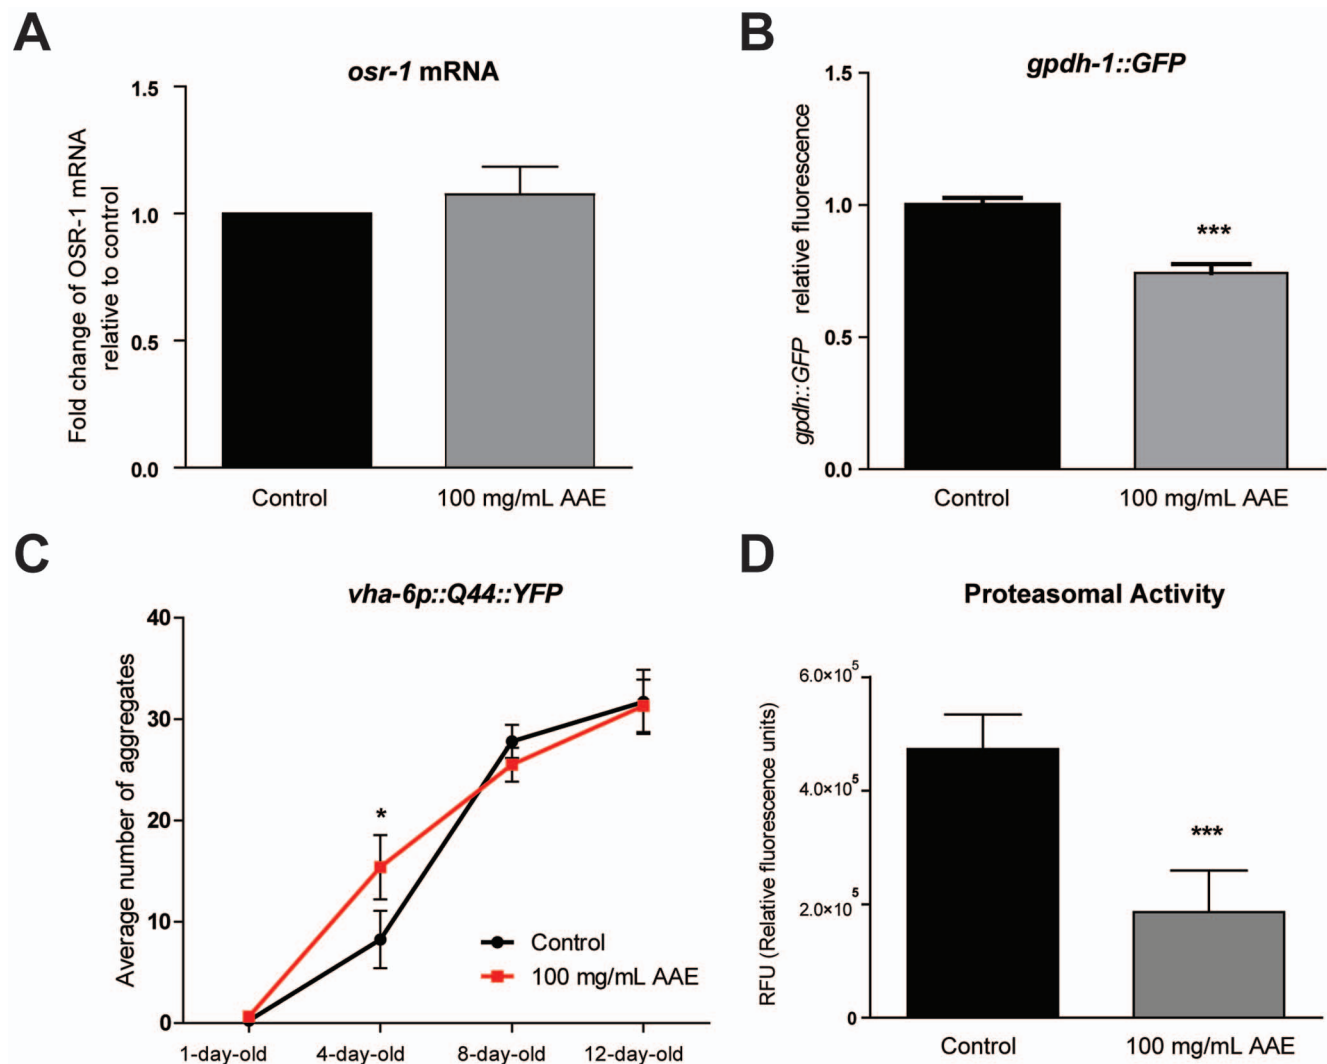 A
osr-1 mRNA
Fold change of OSR-1 mRNA
relative to control
1.5
1.0
0.5
0.0
Control
100 mg/mL AAE
B
gpdh-1::GFP
gpdh::GFP relative fluorescence
1.5
1.0
0.5
0.0
***
Control
100 mg/mL AAE
C
vha-6p::Q44::YFP
Average number of aggregates
40
30
20
10
0
*
Control
100 mg/mL AAE
1-day-old
4-day-old
8-day-old
12-day-old
D
Proteasomal Activity
RFU (Relative fluorescence units)
6.0×10⁵
4.0×10⁵
2.0×10⁵
0
***
Control
100 mg/mL AAE